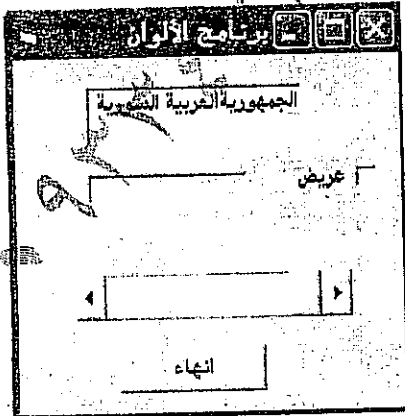 برنامج الألوان
الجمهورية العربية السورية
عريض
انهاء